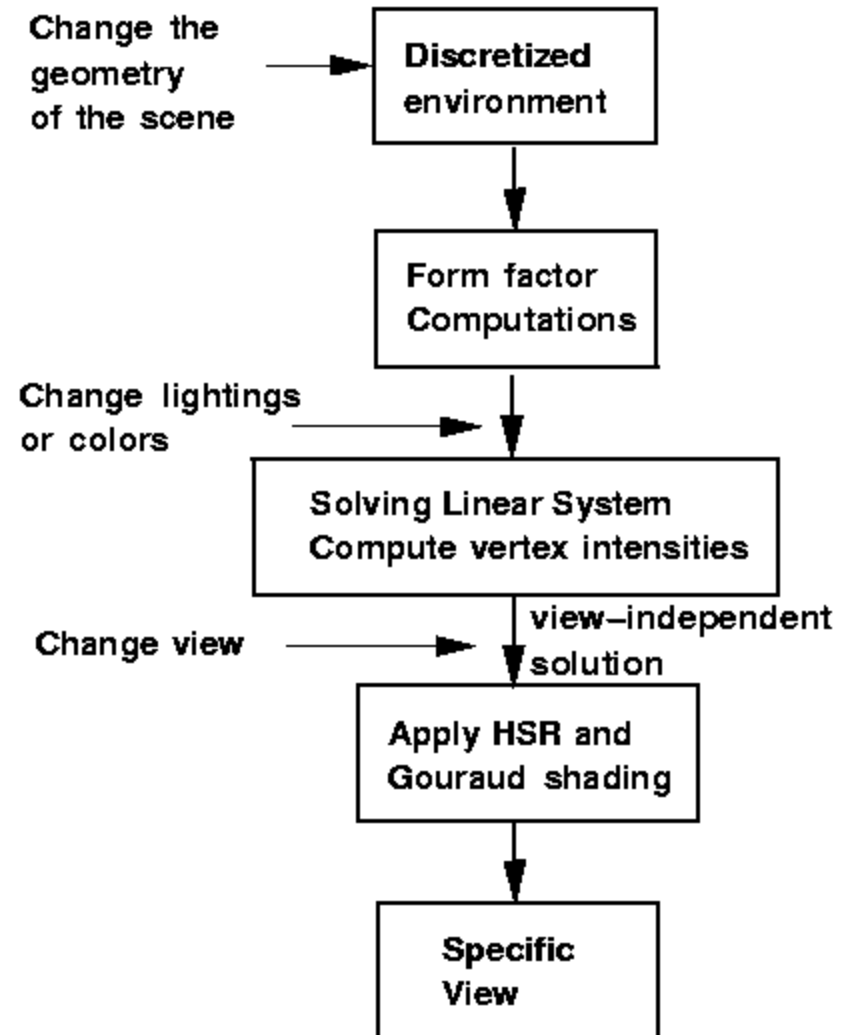 Change the
geometry
of the scene
Discretized
environment
Form factor
Computations
Change lightings
or colors
Solving Linear System
Compute vertex intensities
view–independent
solution
Change view
Apply HSR and
Gouraud shading
Specific
View